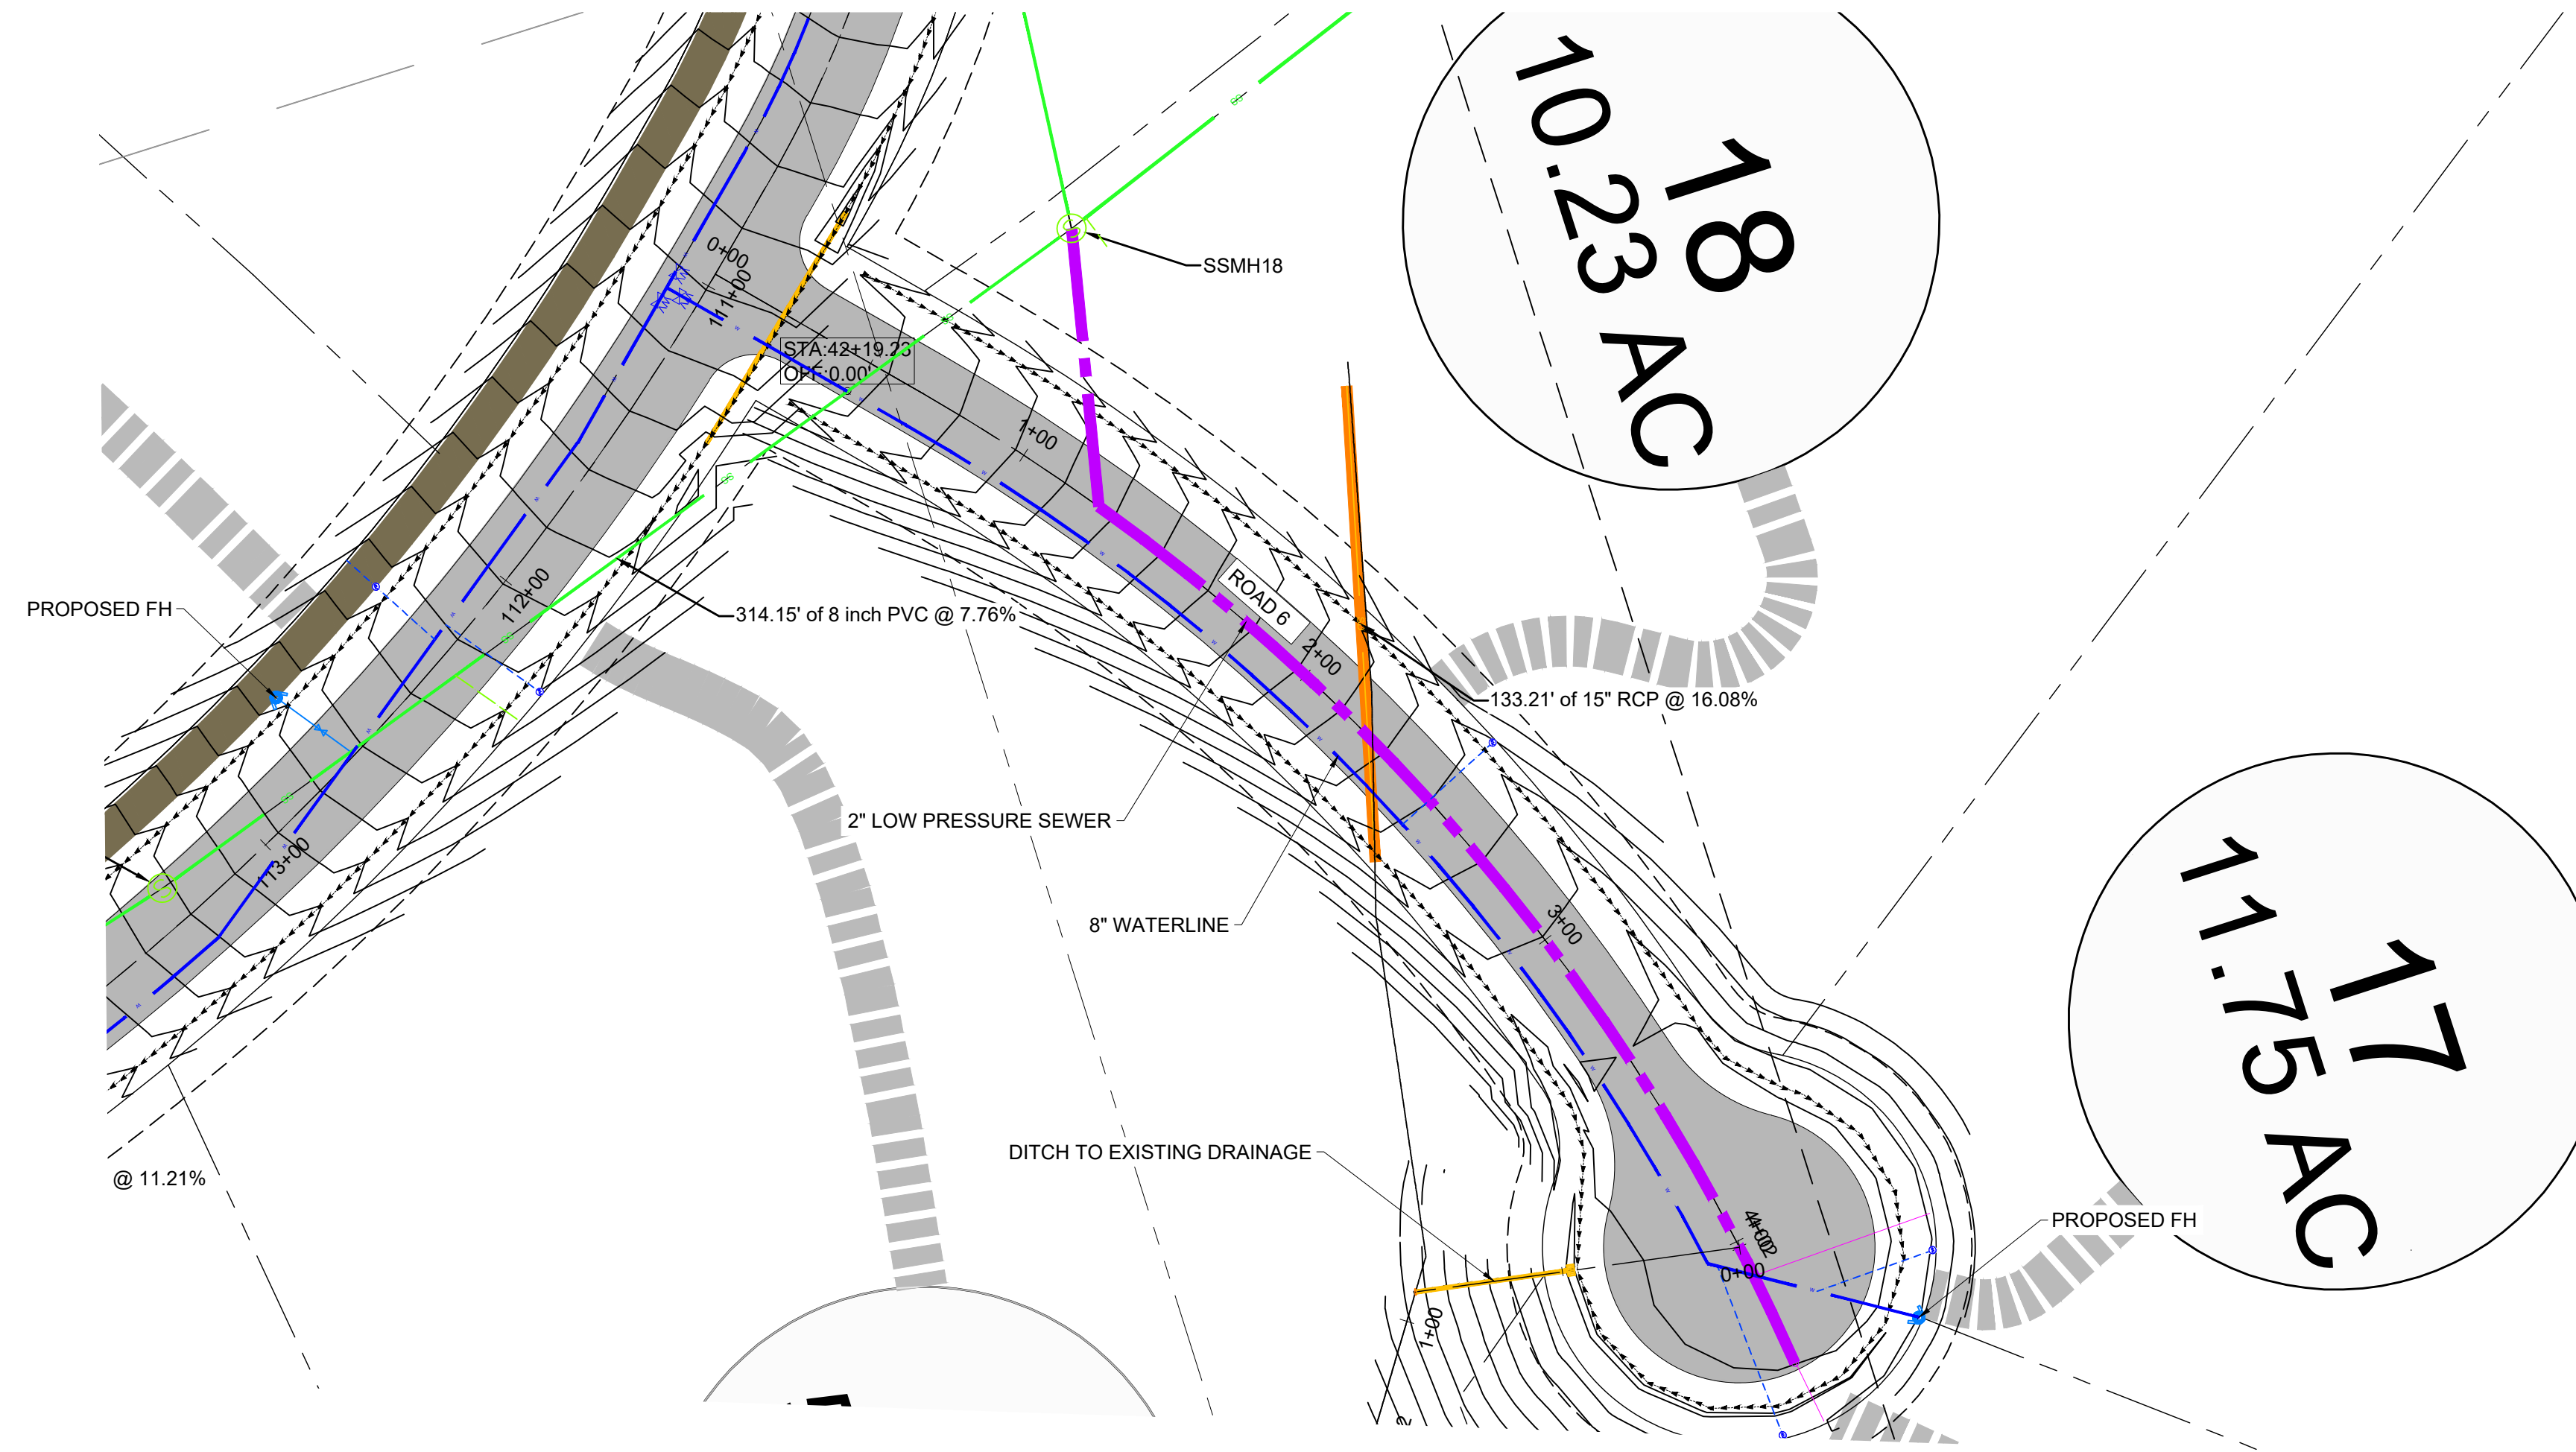 18
10.23 AC
SSMH18
0+00
111+00
STA:42+19.23
OFF:0.00'
1+00
112+00
PROPOSED FH
314.15' of 8 inch PVC @ 7.76%
ROAD 6
2+00
133.21' of 15" RCP @ 16.08%
2" LOW PRESSURE SEWER
113+00
8" WATERLINE
3+00
17
11.75 AC
DITCH TO EXISTING DRAINAGE
@ 11.21%
PROPOSED FH
0+00
1+00